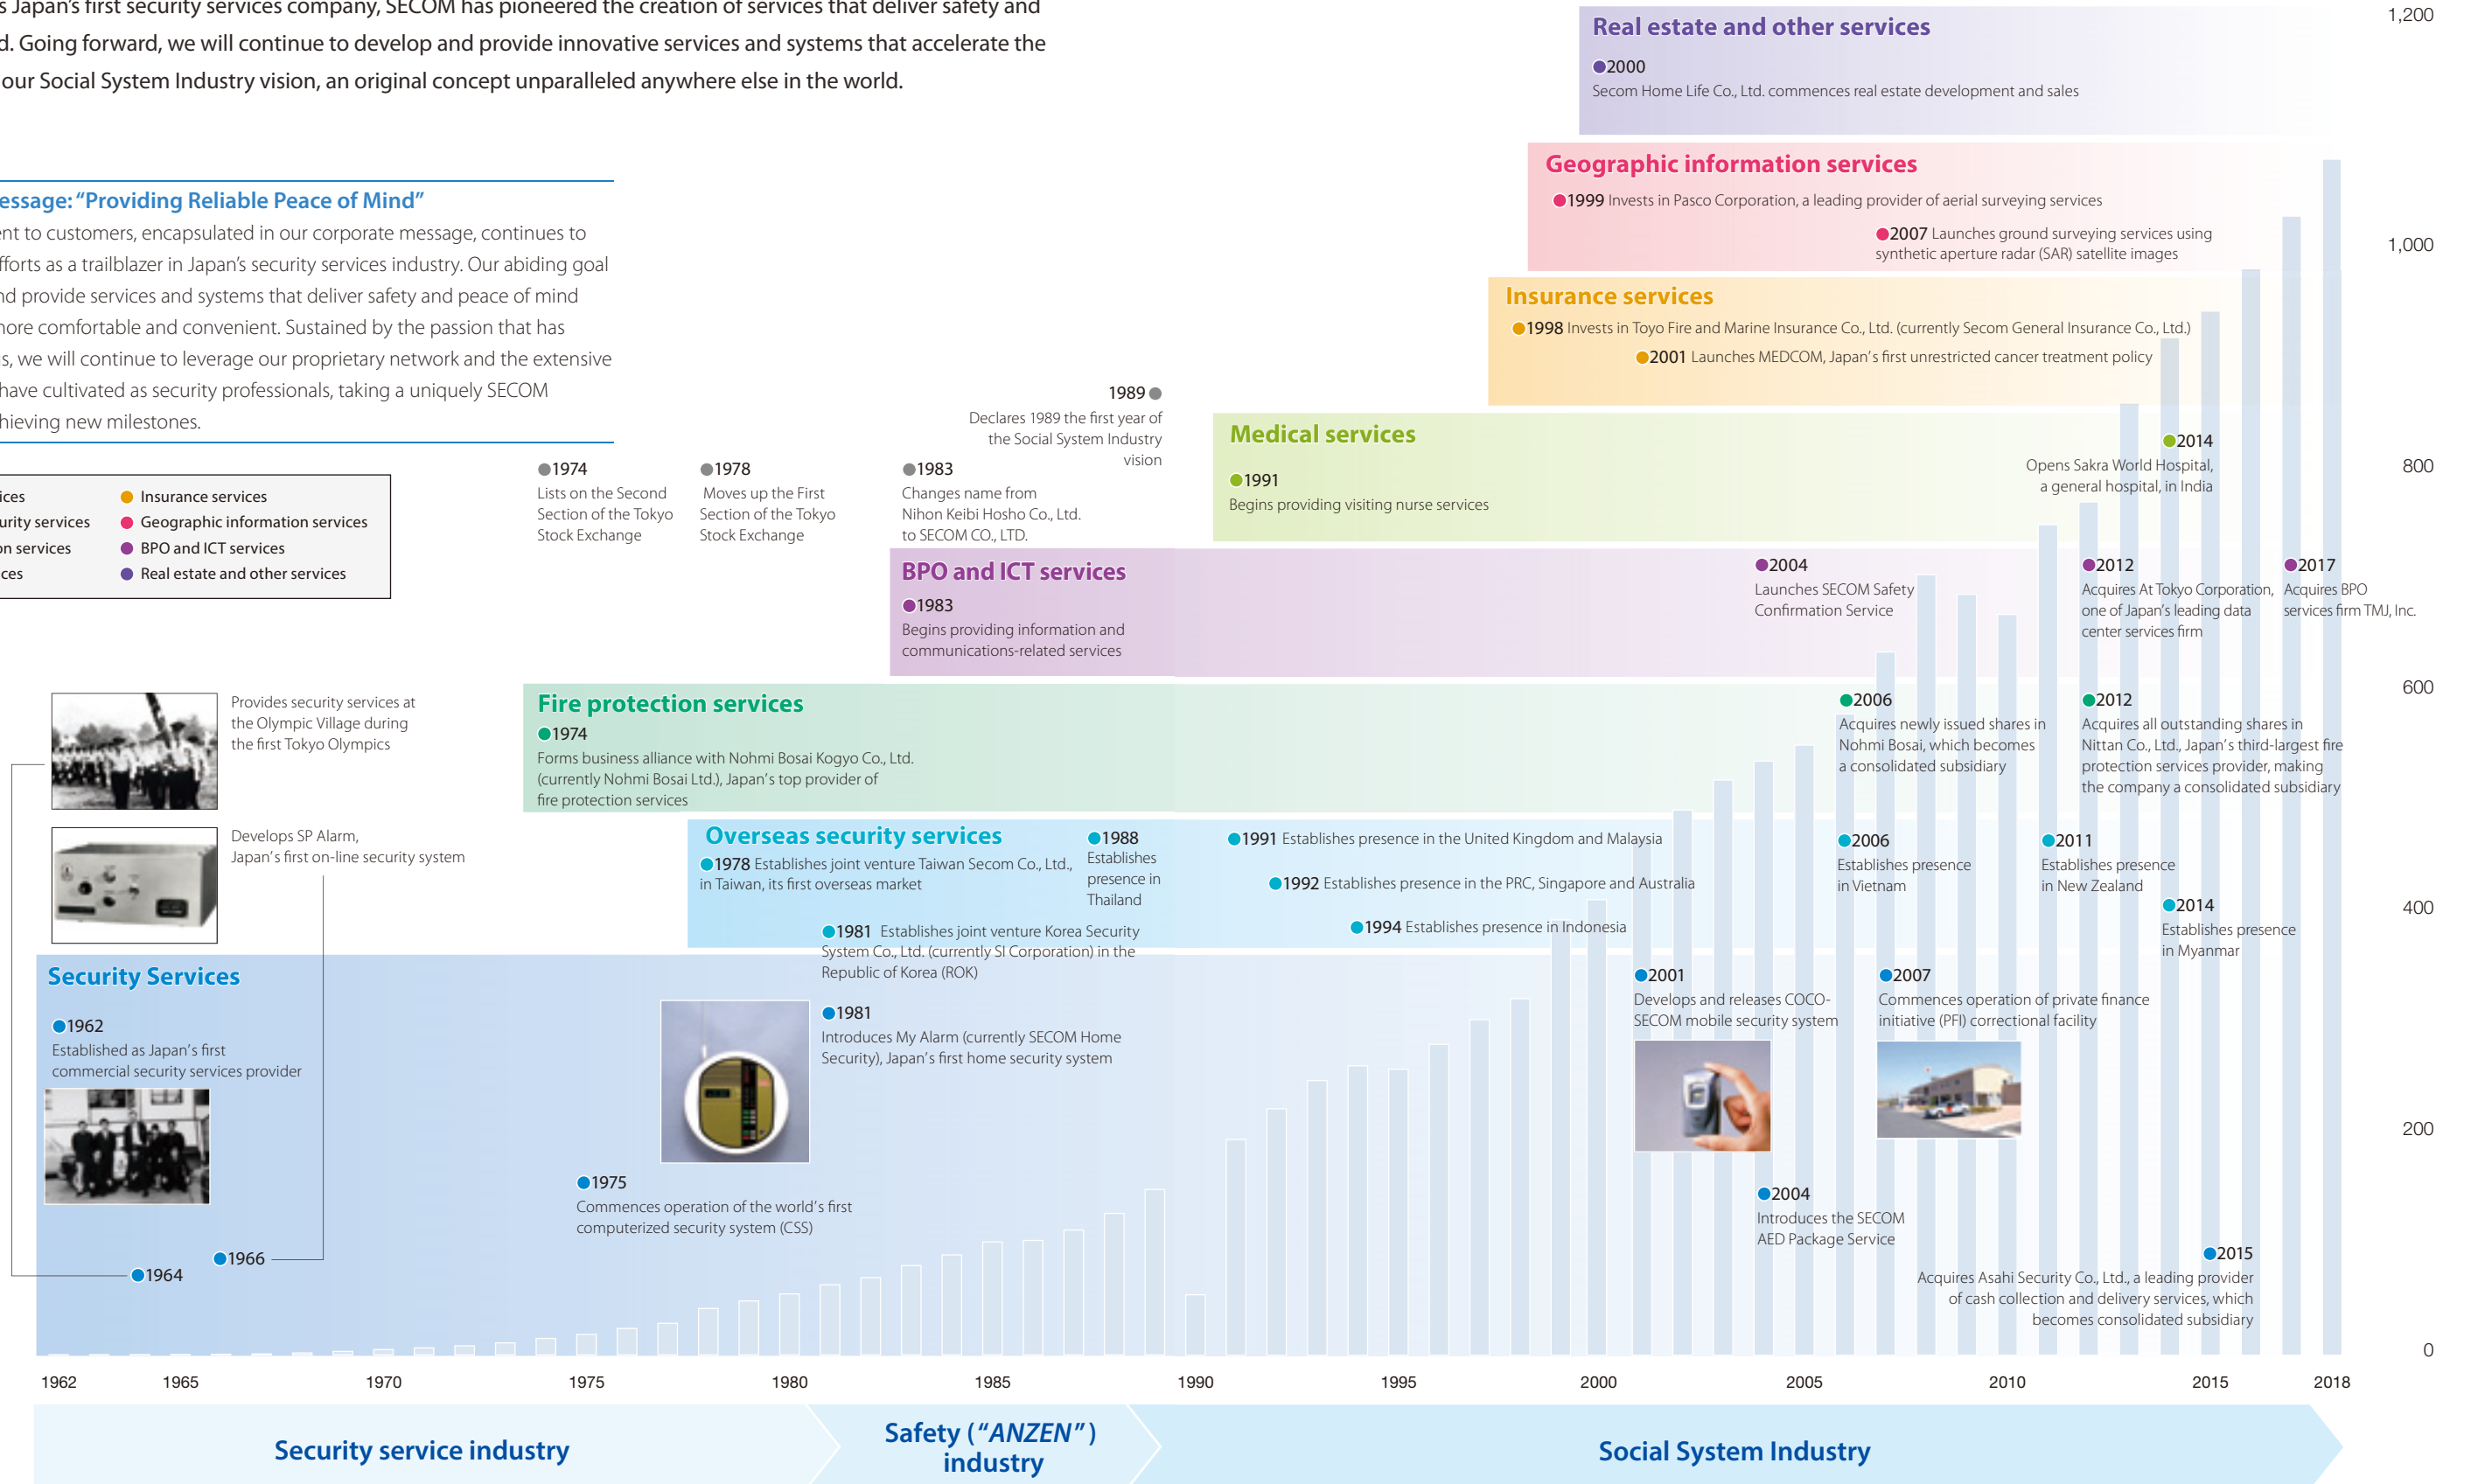 s Japan’s first security services company, SECOM has pioneered the creation of services that deliver safety and
d. Going forward, we will continue to develop and provide innovative services and systems that accelerate the
our Social System Industry vision, an original concept unparalleled anywhere else in the world.
essage: “Providing Reliable Peace of Mind”
ent to customers, encapsulated in our corporate message, continues to
fforts as a trailblazer in Japan’s security services industry. Our abiding goal
nd provide services and systems that deliver safety and peace of mind
more comfortable and convenient. Sustained by the passion that has
us, we will continue to leverage our proprietary network and the extensive
have cultivated as security professionals, taking a uniquely SECOM
chieving new milestones.
ices
urity services
on services
ces
Insurance services
Geographic information services
BPO and ICT services
Real estate and other services
Real estate and other services
2000
Secom Home Life Co., Ltd. commences real estate development and sales
Geographic information services
1999 Invests in Pasco Corporation, a leading provider of aerial surveying services
2007 Launches ground surveying services using
synthetic aperture radar (SAR) satellite images
Insurance services
1998 Invests in Toyo Fire and Marine Insurance Co., Ltd. (currently Secom General Insurance Co., Ltd.)
2001 Launches MEDCOM, Japan’s first unrestricted cancer treatment policy
1989
Declares 1989 the first year of
the Social System Industry
vision
1974
Lists on the Second
Section of the Tokyo
Stock Exchange
1978
Moves up the First
Section of the Tokyo
Stock Exchange
1983
Changes name from
Nihon Keibi Hosho Co., Ltd.
to SECOM CO., LTD.
Medical services
1991
Begins providing visiting nurse services
2014
Opens Sakra World Hospital,
a general hospital, in India
BPO and ICT services
1983
Begins providing information and
communications-related services
2004
Launches SECOM Safety
Confirmation Service
2012
Acquires At Tokyo Corporation,
one of Japan’s leading data
center services firm
2017
Acquires BPO
services firm TMJ, Inc.
Provides security services at
the Olympic Village during
the first Tokyo Olympics
Fire protection services
1974
Forms business alliance with Nohmi Bosai Kogyo Co., Ltd.
(currently Nohmi Bosai Ltd.), Japan’s top provider of
fire protection services
2006
Acquires newly issued shares in
Nohmi Bosai, which becomes
a consolidated subsidiary
2012
Acquires all outstanding shares in
Nittan Co., Ltd., Japan’s third-largest fire
protection services provider, making
the company a consolidated subsidiary
Develops SP Alarm,
Japan’s first on-line security system
Overseas security services
1978 Establishes joint venture Taiwan Secom Co., Ltd.,
in Taiwan, its first overseas market
1988
Establishes
presence in
Thailand
1981 Establishes joint venture Korea Security
System Co., Ltd. (currently SI Corporation) in the
Republic of Korea (ROK)
1991 Establishes presence in the United Kingdom and Malaysia
1992 Establishes presence in the PRC, Singapore and Australia
1994 Establishes presence in Indonesia
2006
Establishes presence
in Vietnam
2011
Establishes presence
in New Zealand
2014
Establishes presence
in Myanmar
Security Services
1962
Established as Japan’s first
commercial security services provider
1964
1966
1975
Commences operation of the world’s first
computerized security system (CSS)
1981
Introduces My Alarm (currently SECOM Home
Security), Japan’s first home security system
2001
Develops and releases COCO-
SECOM mobile security system
2007
Commences operation of private finance
initiative (PFI) correctional facility
2004
Introduces the SECOM
AED Package Service
2015
Acquires Asahi Security Co., Ltd., a leading provider
of cash collection and delivery services, which
becomes consolidated subsidiary
1,200
1,000
800
600
400
200
0
1962 1965 1970 1975 1980 1985 1990 1995 2000 2005 2010 2015 2018
Security service industry
Safety (“ANZEN”)
industry
Social System Industry